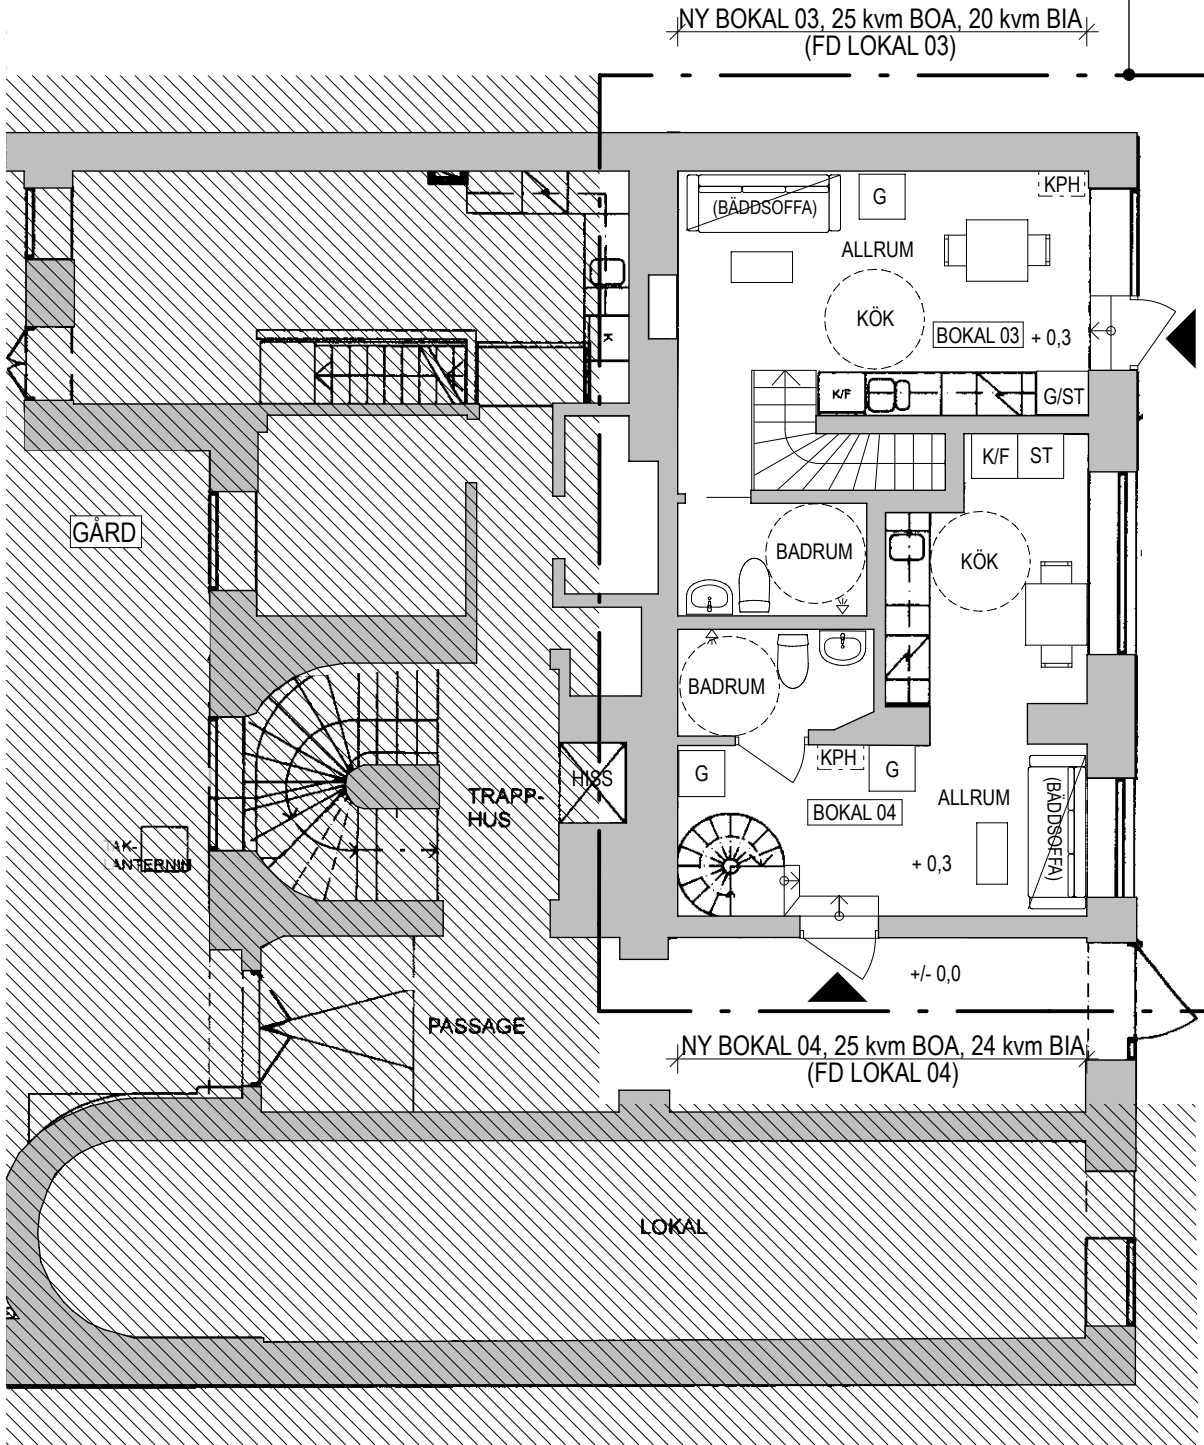 NY BOKAL 03, 25 kvm BOA, 20 kvm BIA
(FD LOKAL 03)
(BÄDDSOFFA)
G
KPH
ALLRUM
KÖK
BOKAL 03
+ 0,3
K
K/F
G/ST
K/F
ST
GÅRD
BADRUM
KÖK
BADRUM
HISS
G
KPH
G
TRAPP-
HUS
BOKAL 04
ALLRUM
(BÄDDSOFFA)
TAK-
LANTERNIN
+ 0,3
+/- 0,0
PASSAGE
NY BOKAL 04, 25 kvm BOA, 24 kvm BIA
(FD LOKAL 04)
LOKAL